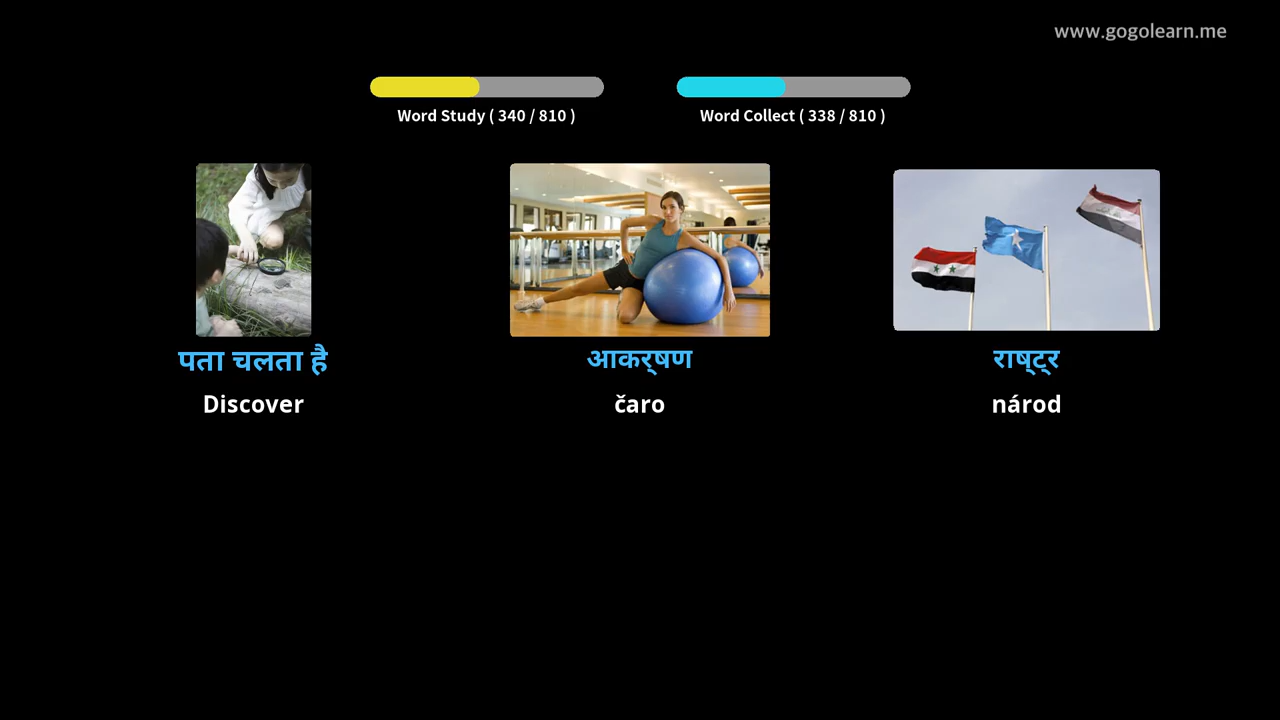 www.gogolearn.me
Word Study ( 340 / 810 )
Word Collect ( 338 / 810 )
पता चलता है
आकर्षण
राष्ट्र
Discover
čaro
národ